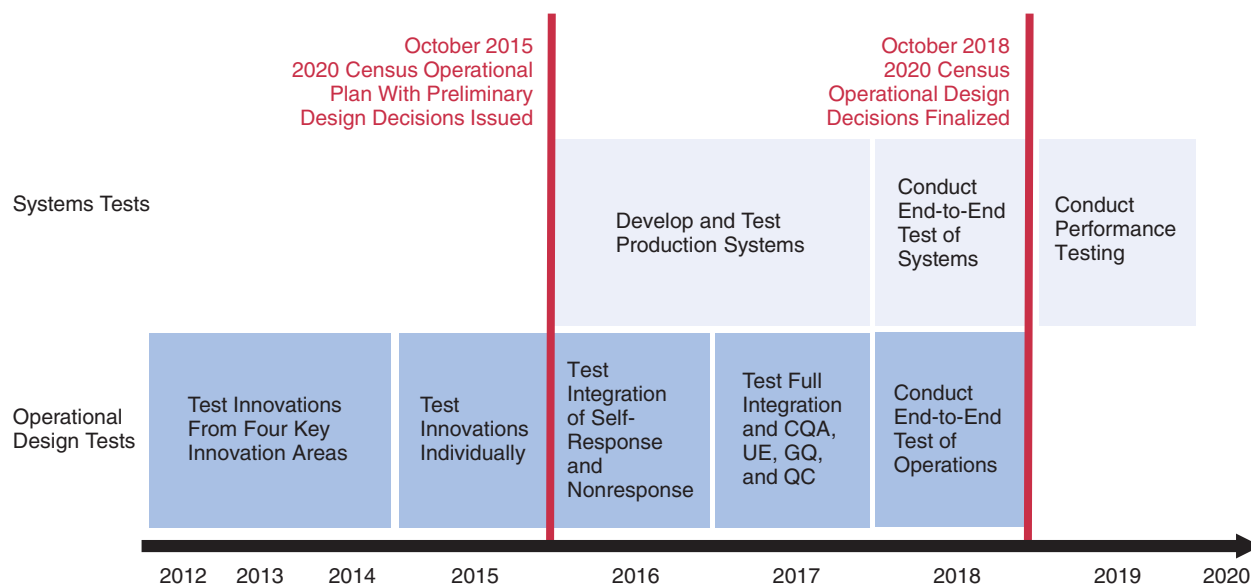 October 2015
2020 Census Operational
Plan With Preliminary
Design Decisions Issued
October 2018
2020 Census
Operational Design
Decisions Finalized
Systems Tests
Develop and Test
Production Systems
Conduct
End-to-End
Test of
Systems
Conduct
Performance
Testing
Operational
Design Tests
Test Innovations
From Four Key
Innovation Areas
Test
Innovations
Individually
Test
Integration
of Self-
Response
and
Nonresponse
Test Full
Integration
and CQA,
UE, GQ,
and QC
Conduct
End-to-End
Test of
Operations
2012 2013 2014 2015 2016 2017 2018 2019 2020